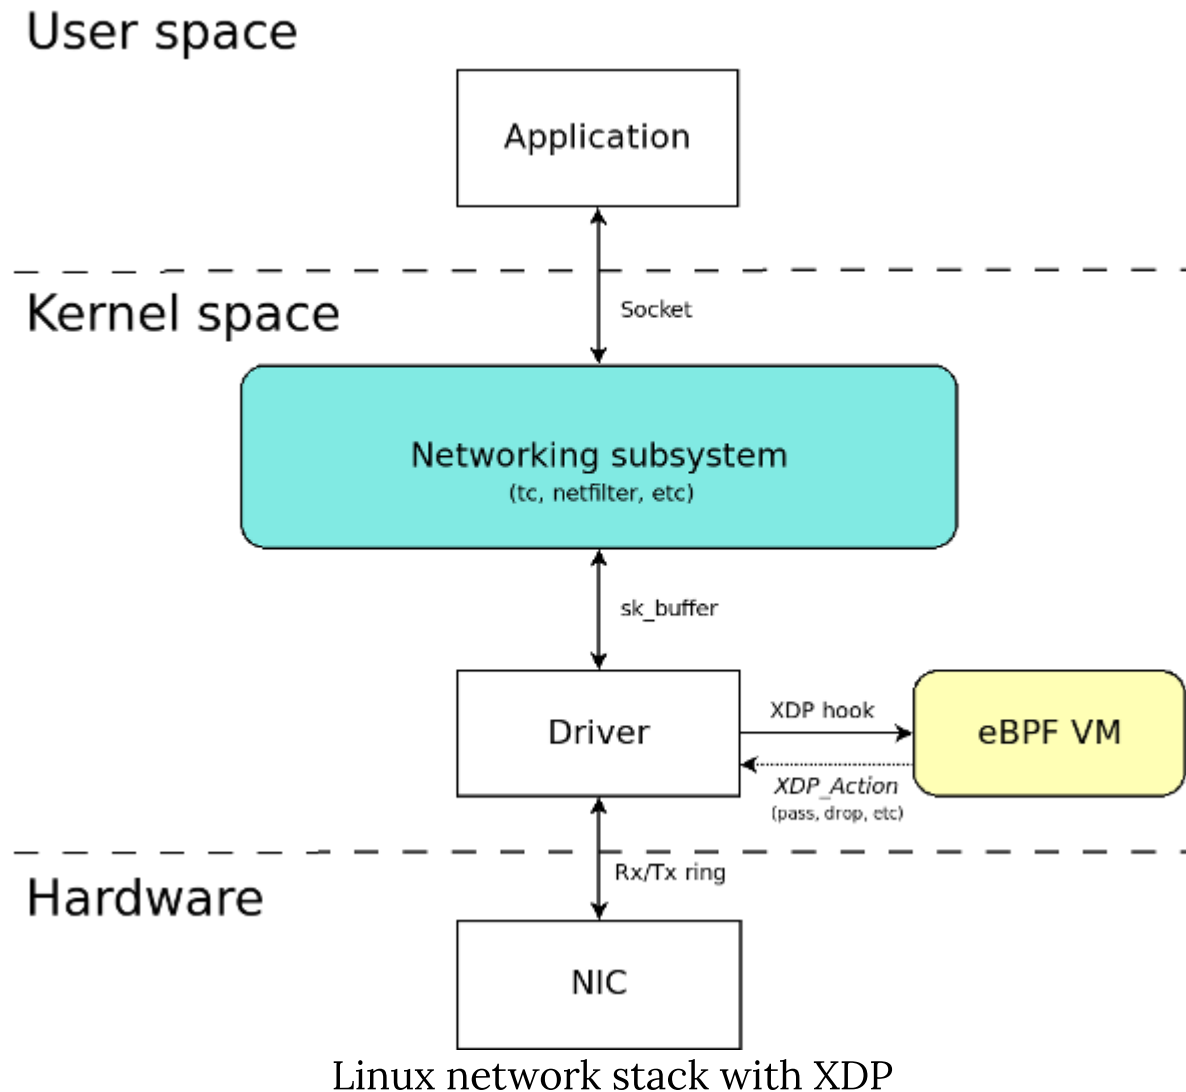 User space
Application
Socket
Kernel space
Networking subsystem
(tc, netfilter, etc)
sk_buffer
Driver
XDP hook
eBPF VM
XDP_Action
(pass, drop, etc)
Rx/Tx ring
Hardware
NIC
Linux network stack with XDP